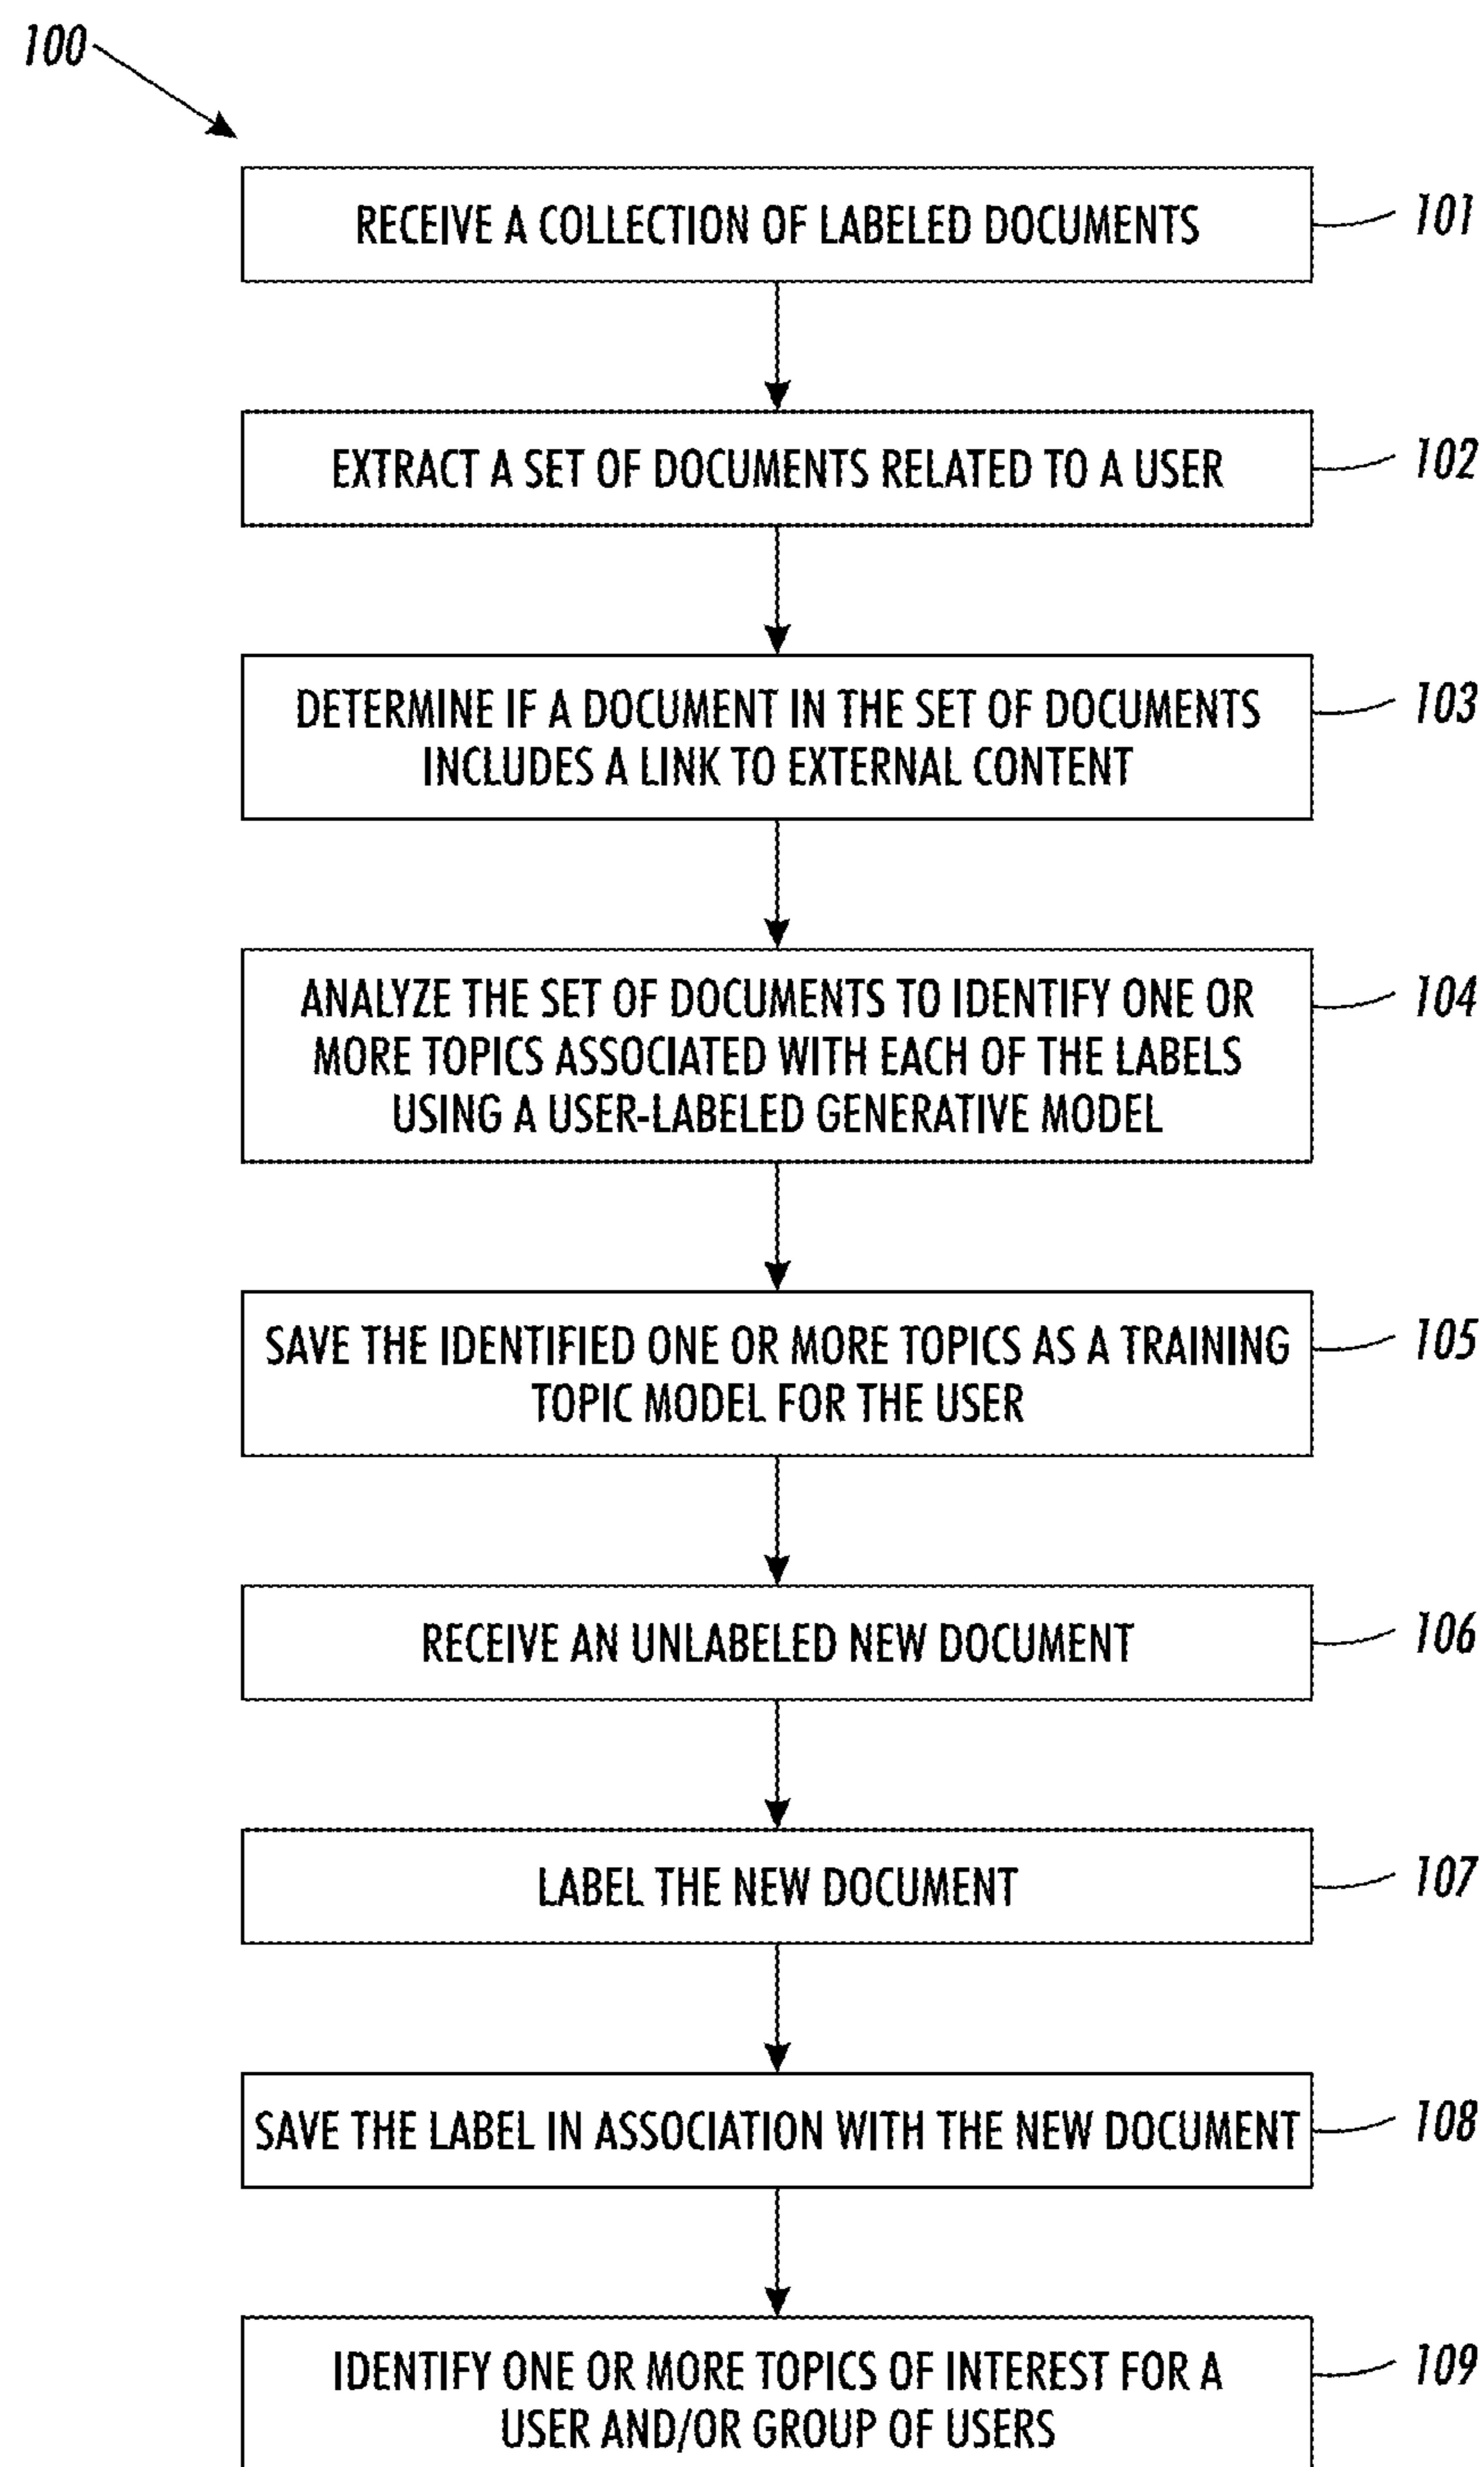 100
RECEIVE A COLLECTION OF LABELED DOCUMENTS
101
EXTRACT A SET OF DOCUMENTS RELATED TO A USER
102
DETERMINE IF A DOCUMENT IN THE SET OF DOCUMENTS
INCLUDES A LINK TO EXTERNAL CONTENT
103
ANALYZE THE SET OF DOCUMENTS TO IDENTIFY ONE OR
MORE TOPICS ASSOCIATED WITH EACH OF THE LABELS
USING A USER-LABELED GENERATIVE MODEL
104
SAVE THE IDENTIFIED ONE OR MORE TOPICS AS A TRAINING
TOPIC MODEL FOR THE USER
105
RECEIVE AN UNLABELED NEW DOCUMENT
106
LABEL THE NEW DOCUMENT
107
SAVE THE LABEL IN ASSOCIATION WITH THE NEW DOCUMENT
108
IDENTIFY ONE OR MORE TOPICS OF INTEREST FOR A
USER AND/OR GROUP OF USERS
109